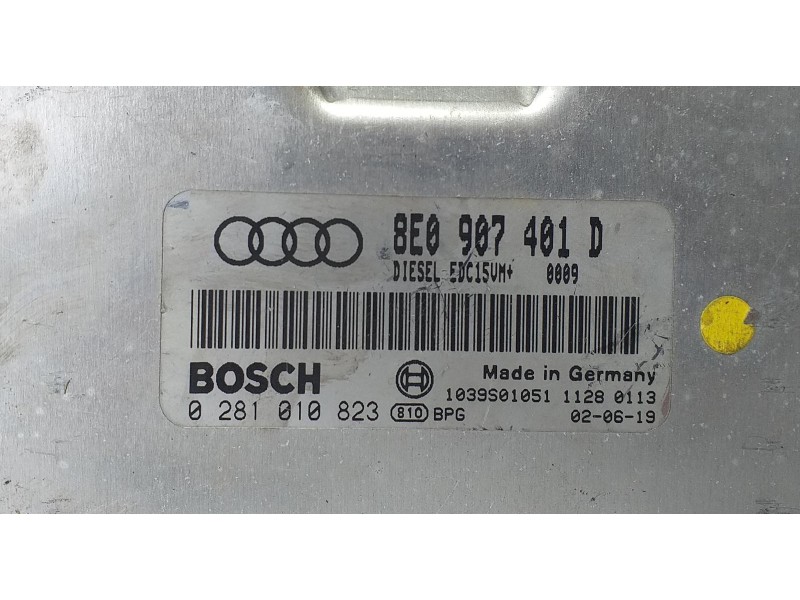 8E0 907 401 D
DIESEL EDC15VM+ 0009
BOSCH
Made in Germany
1039S01051 1128 0113
0 281 010 823 810 BPG 02-06-19